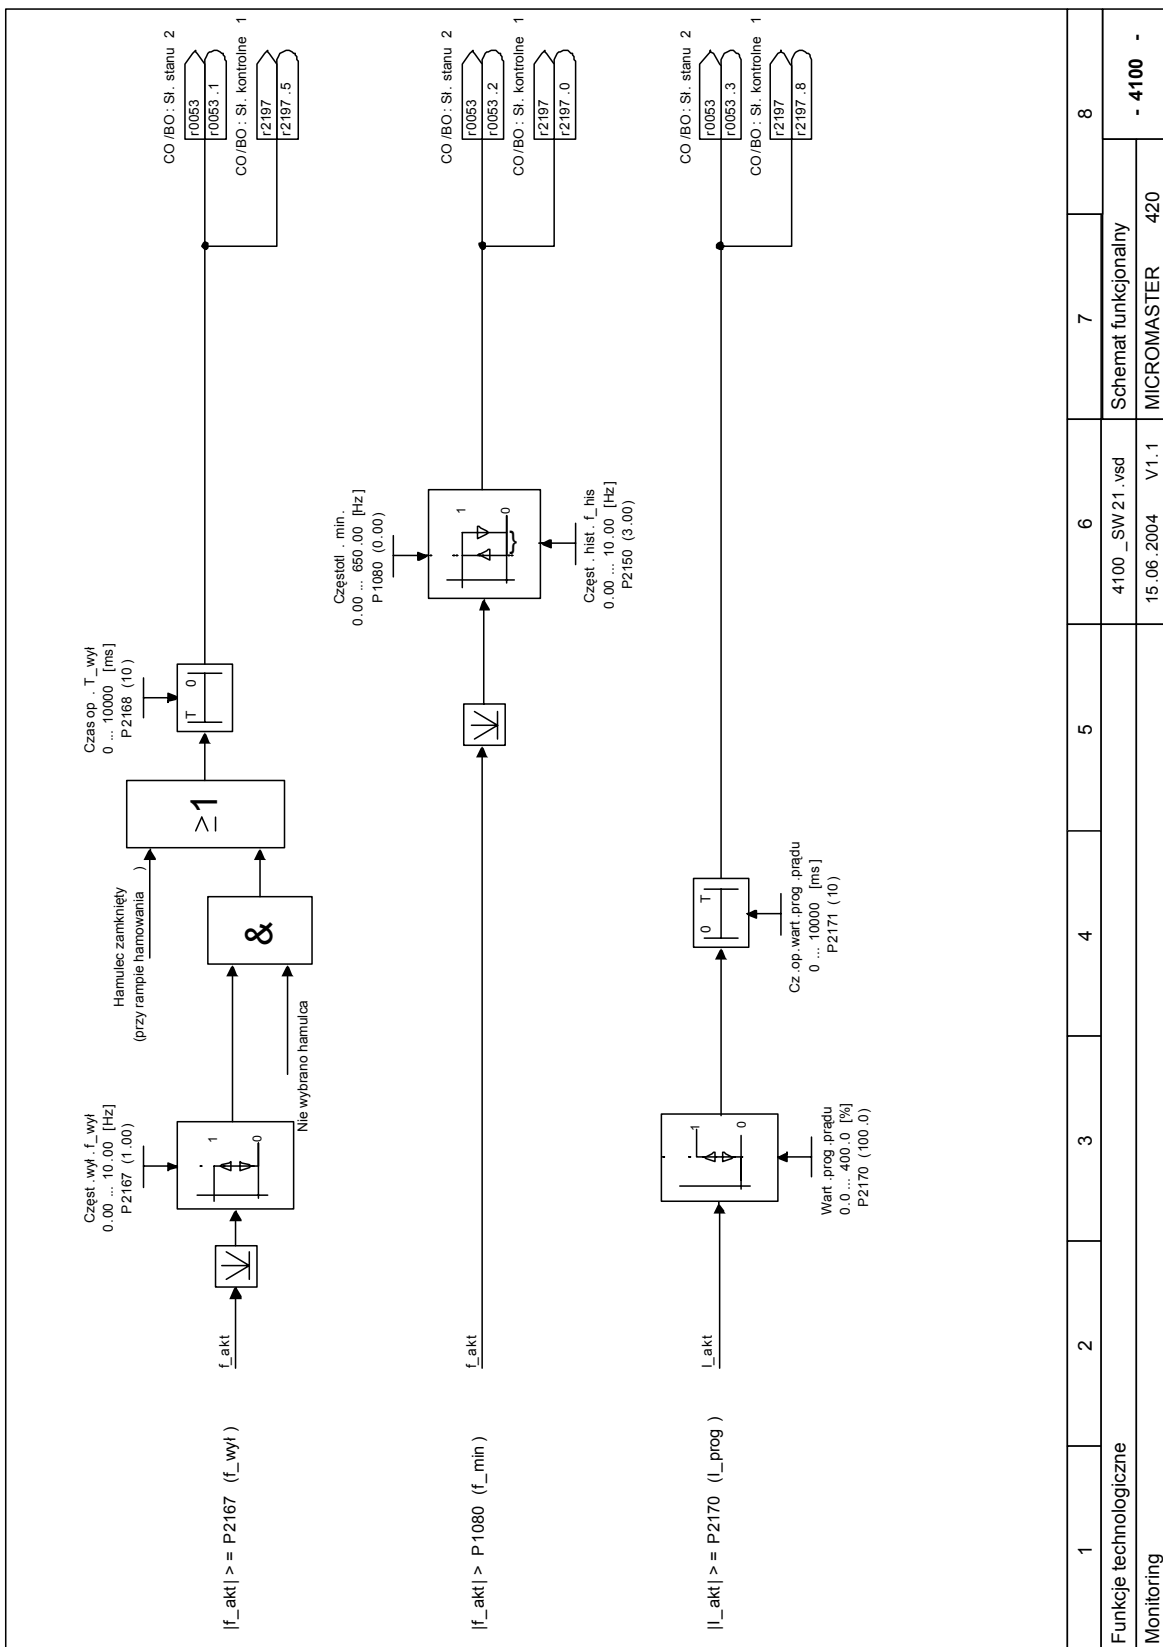 |f_akt| > = P2167 (f_wył )
f_akt
Częst .wył .f_wył
0.00 ... 10.00 [Hz]
P2167 (1.00)
1
0
Nie wybrano hamulca
Hamulec zamknięty
(przy rampie hamowania )
&
≥1
Czas op . T_wył
0 ... 10000 [ms]
P2168 (10)
T 0
CO /BO : Sł. stanu 2
r0053
r0053 .1
CO/BO : Sł. kontrolne 1
r2197
r2197 .5
|f_akt| > P1080 (f_min )
f_akt
Częstotl . min.
0.00 ... 650.00 [Hz]
P1080 (0.00)
1
0
}
Częst . hist . f_his
0.00 ... 10.00 [Hz]
P2150 (3.00)
CO /BO : Sł. stanu 2
r0053
r0053 .2
CO/BO : Sł. kontrolne 1
r2197
r2197 .0
|I_akt| > = P2170 (I_prog )
I_akt
1
0
Wart .prog .prądu
0.0 ... 400.0 [%]
P2170 (100.0)
0 T
Cz .op.wart .prog .prądu
0 ... 10000 [ms]
P2171 (10)
CO /BO : Sł. stanu 2
r0053
r0053 .3
CO/BO : Sł. kontrolne 1
r2197
r2197 .8
1 2 3 4 5 6 7 8
Funkcje technologiczne 4100_SW21.vsd Schemat funkcjonalny - 4100 -
Monitoring 15.06.2004 V1.1 MICROMASTER 420